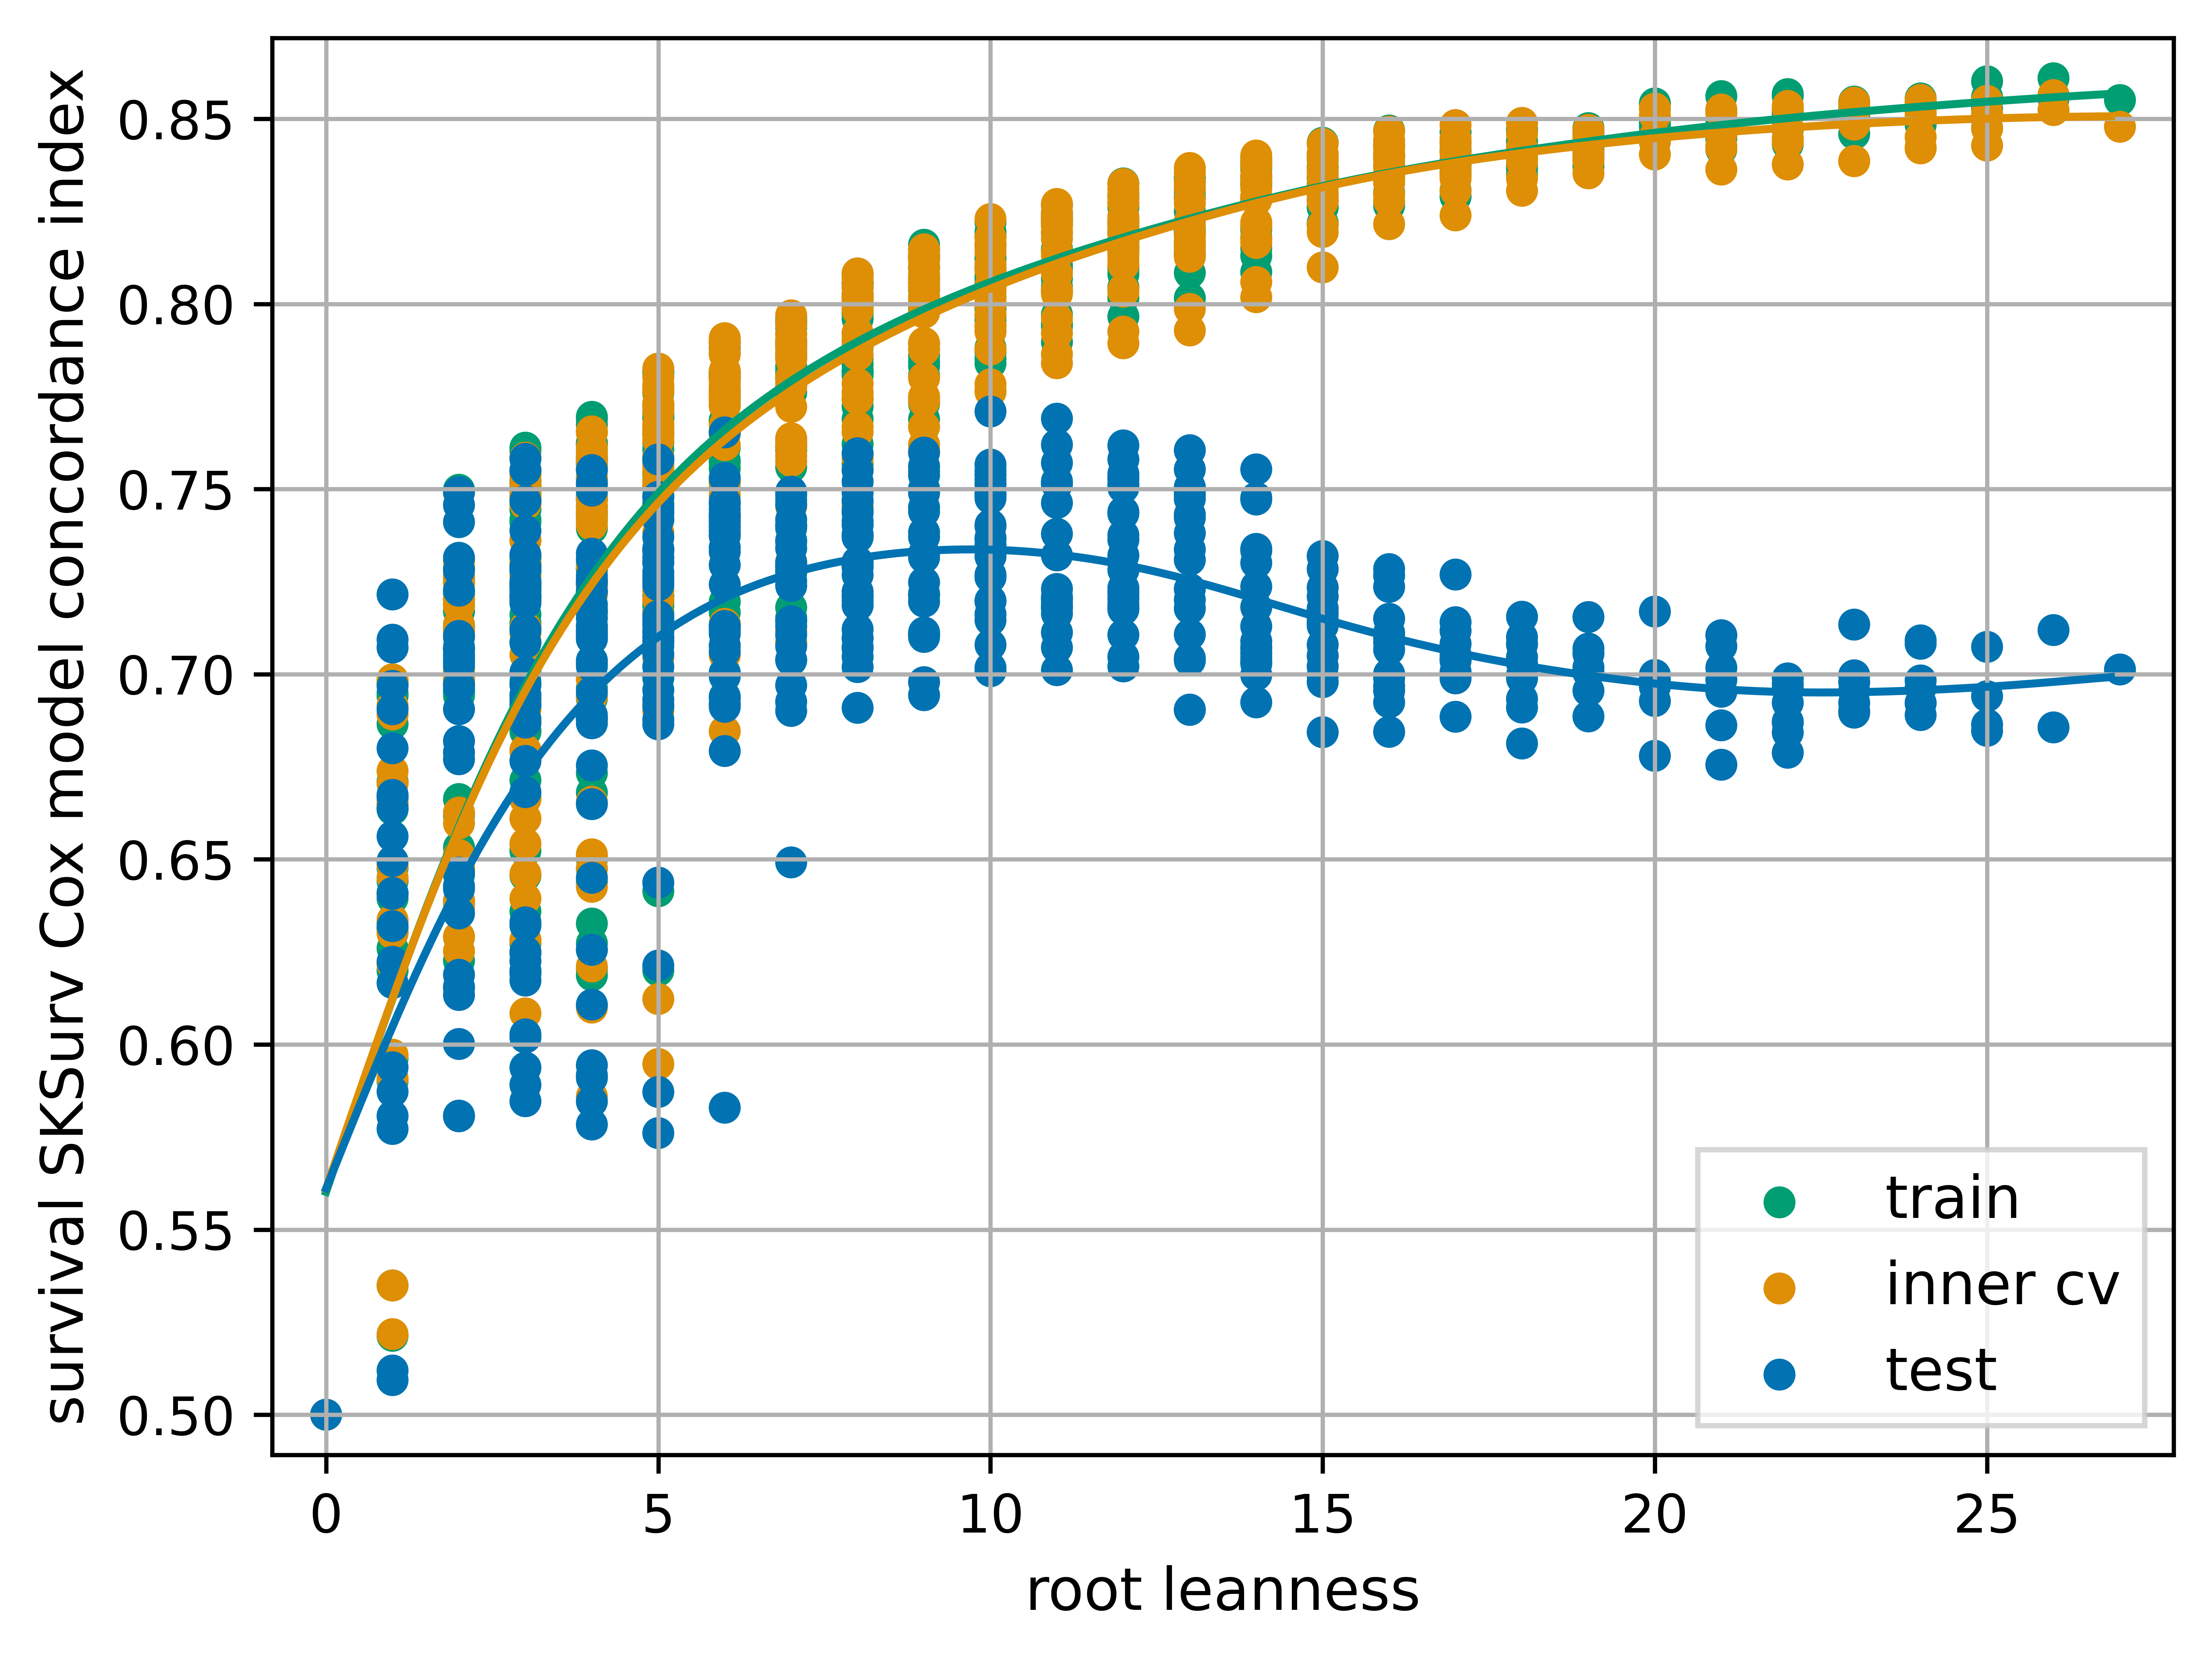 survival SKSurv Cox model concordance index
0.85
0.80
0.75
0.70
0.65
0.60
0.55
0.50
train
inner cv
test
0 5 10 15 20 25
root leanness